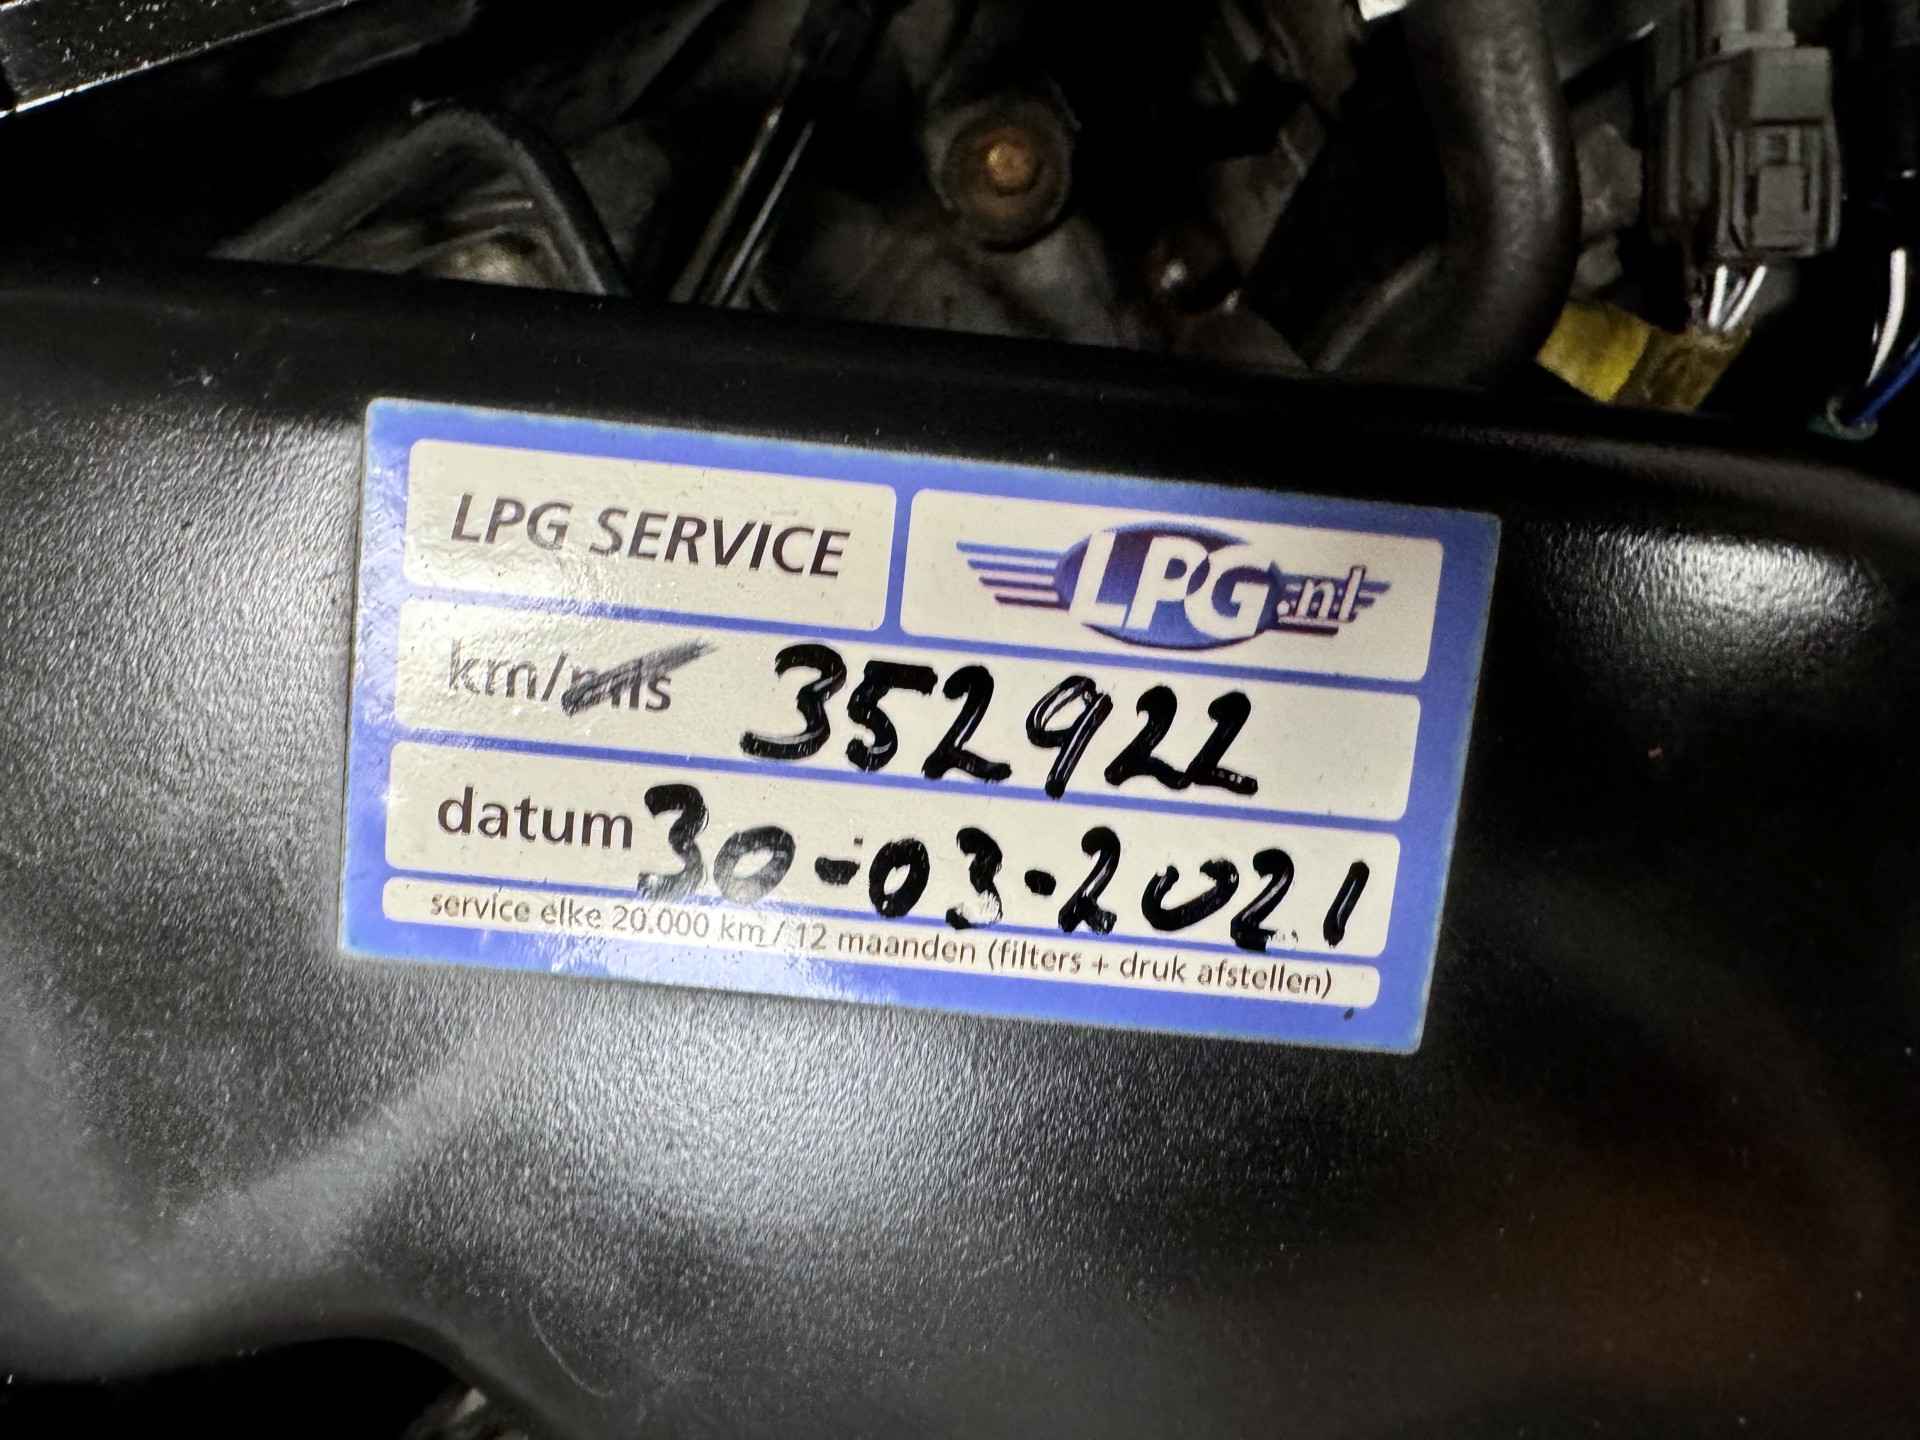 LPG SERVICE
LPG.nl
km/mls 352922
datum 30-03-2021
service elke 20.000 km / 12 maanden (filters + druk afstellen)